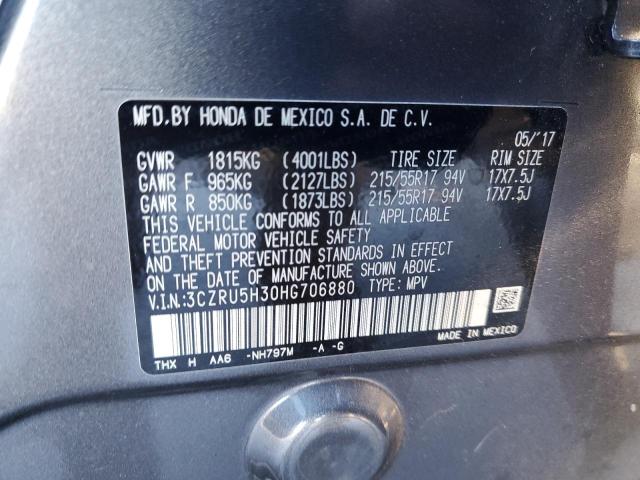 MFD.BY HONDA DE MEXICO S.A. DE C.V.
05/'17
GVWR 1815KG (4001LBS) TIRE SIZE RIM SIZE
GAWR F 965KG (2127LBS) 215/55R17 94V 17X7.5J
GAWR R 850KG (1873LBS) 215/55R17 94V 17X7.5J
THIS VEHICLE CONFORMS TO ALL APPLICABLE
FEDERAL MOTOR VEHICLE SAFETY
AND THEFT PREVENTION STANDARDS IN EFFECT
ON THE DATE OF MANUFACTURE SHOWN ABOVE.
V.I.N.:3CZRU5H30HG706880 TYPE: MPV
MADE IN MEXICO
THX H AA6 -NH797M -A -G